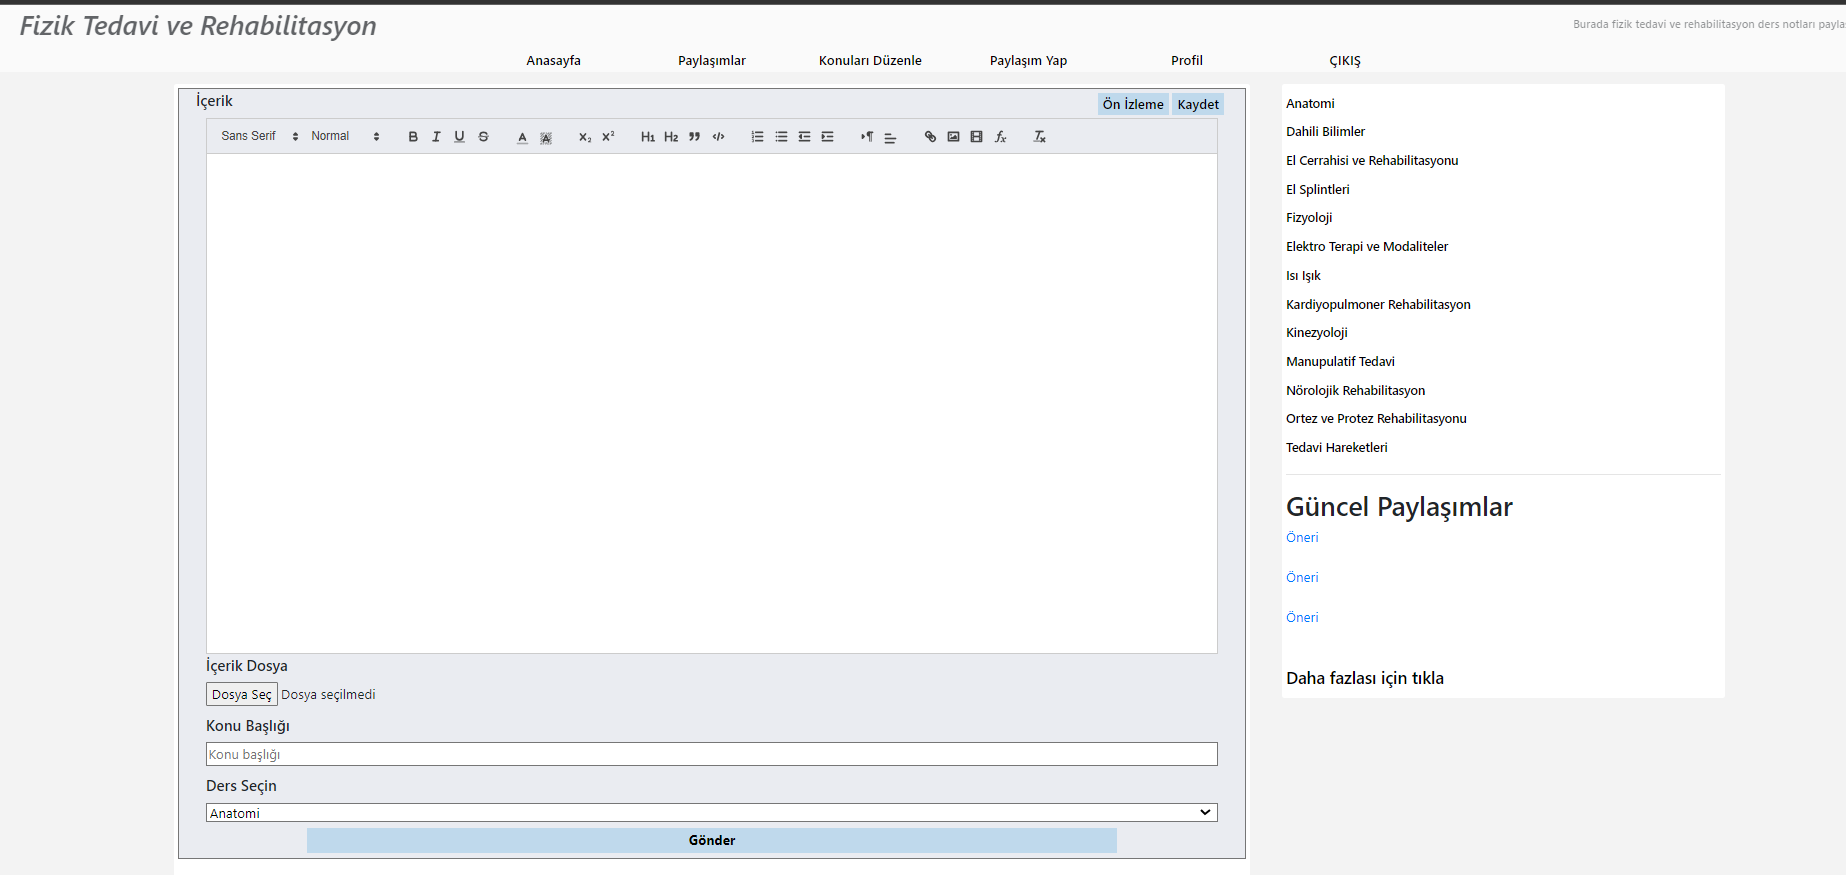 Fizik Tedavi ve Rehabilitasyon
Burada fizik tedavi ve rehabilitasyon ders notları
Anasayfa Paylaşımlar Konuları Düzenle Paylaşım Yap Profil ÇIKIŞ
İçerik
Ön İzleme Kaydet
Sans Serif Normal
İçerik Dosya
Dosya Seç Dosya seçilmedi
Konu Başlığı
Konu başlığı
Ders Seçin
Anatomi
Gönder
Anatomi
Dahili Bilimler
El Cerrahisi ve Rehabilitasyonu
El Splintleri
Fizyoloji
Elektro Terapi ve Modaliteler
Isı Işık
Kardiyopulmoner Rehabilitasyon
Kinezyoloji
Manupulatif Tedavi
Nörolojik Rehabilitasyon
Ortez ve Protez Rehabilitasyonu
Tedavi Hareketleri
Güncel Paylaşımlar
Öneri
Öneri
Öneri
Daha fazlası için tıkla